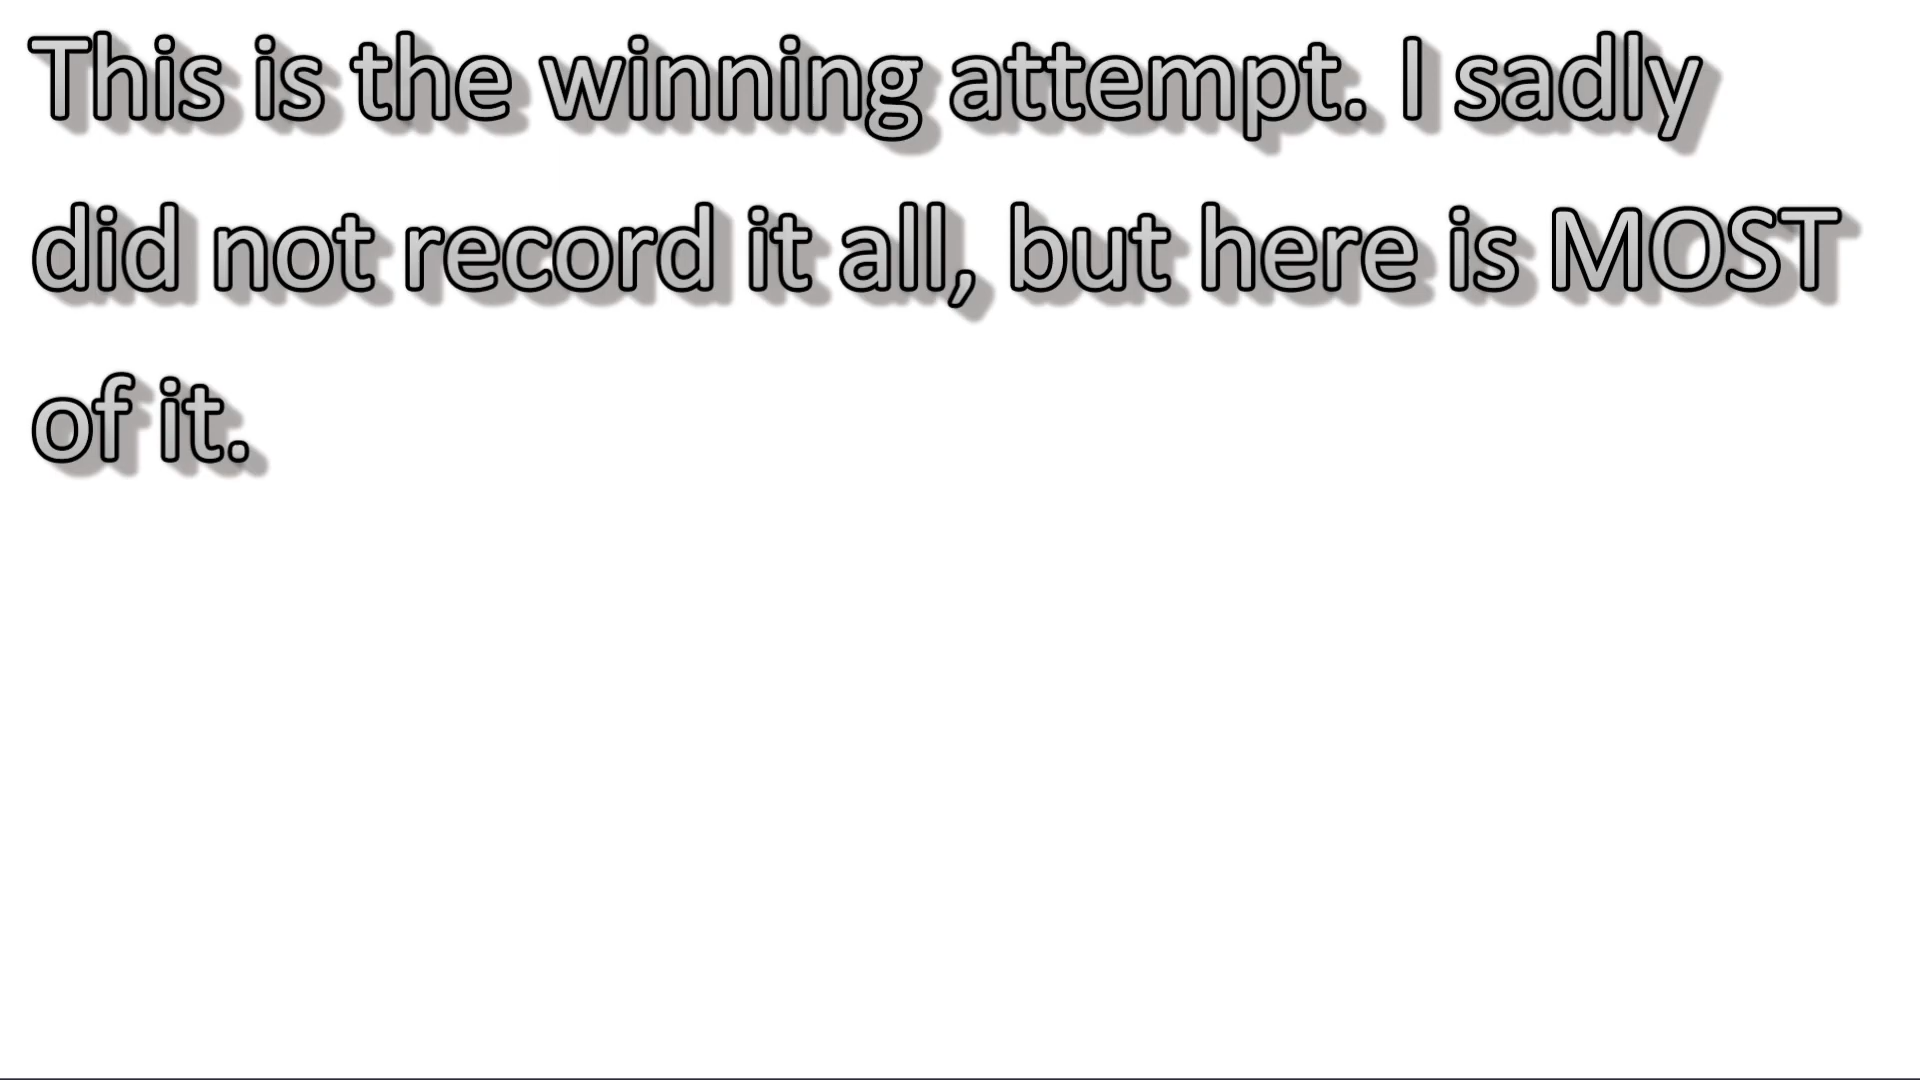 This is the winning attempt. I sadly
did not record it all, but here is MOST
of it.